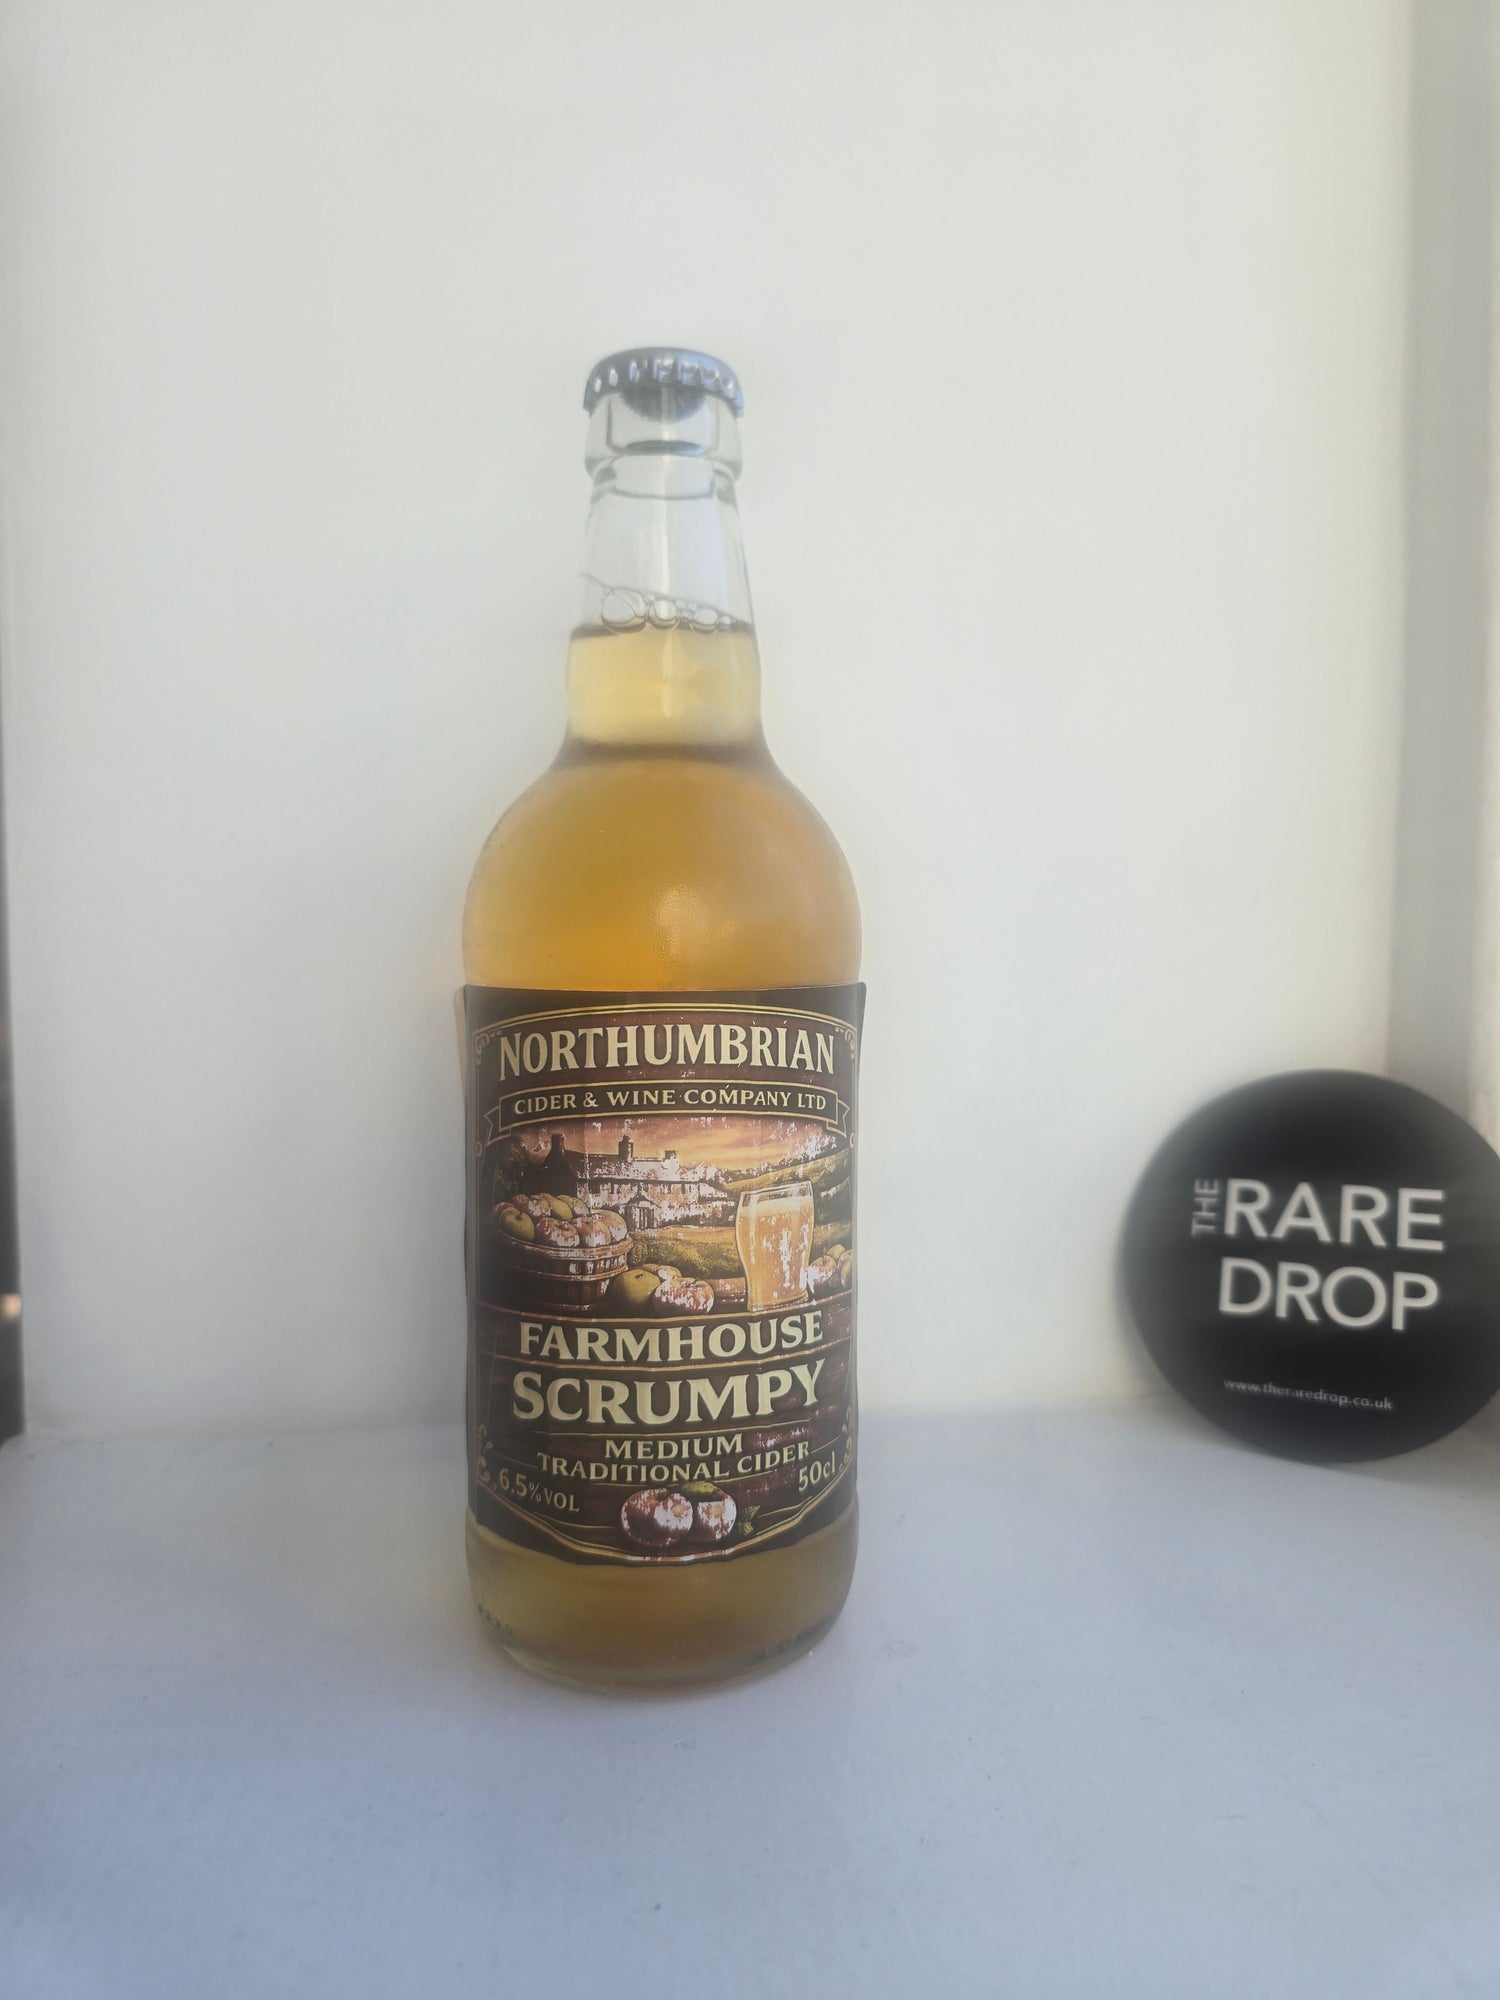 NORTHUMBRIAN
CIDER & WINE COMPANY LTD
FARMHOUSE
SCRUMPY
MEDIUM
TRADITIONAL CIDER
6.5%VOL
50cl
THE
RARE
DROP
www.theraredrop.co.uk